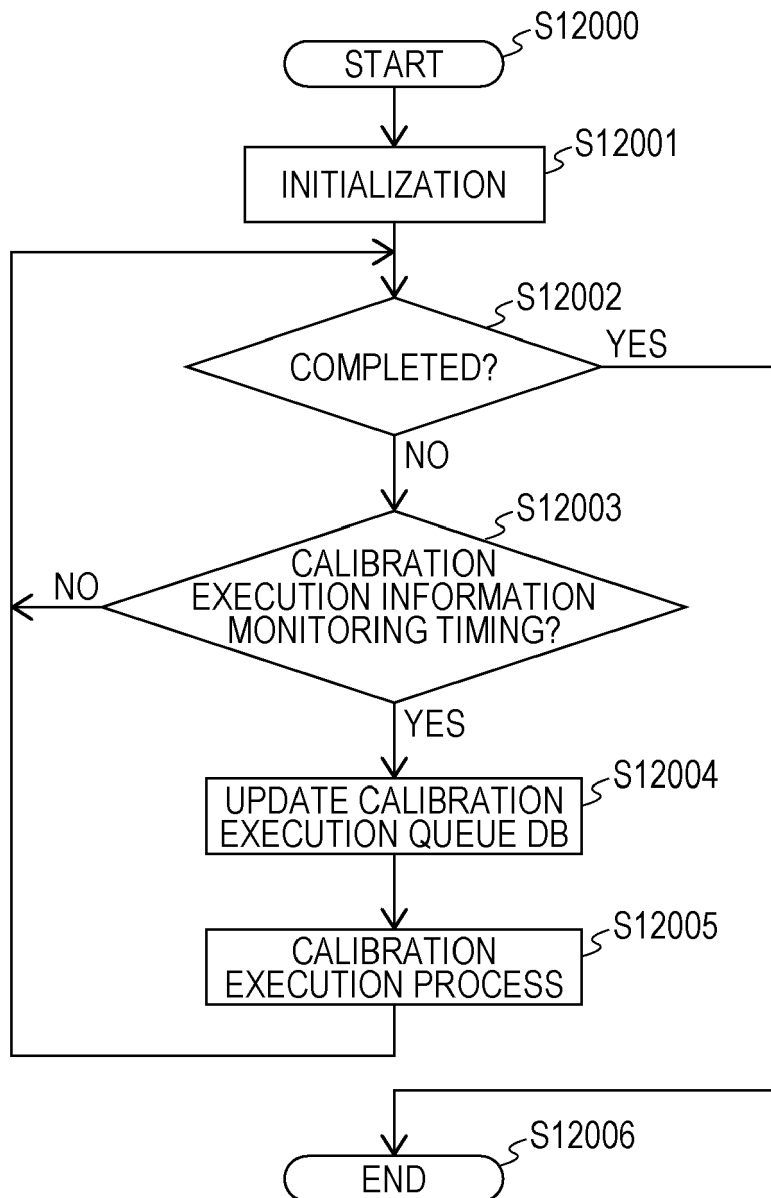 S12000
START
S12001
INITIALIZATION
S12002
COMPLETED?
YES
NO
S12003
CALIBRATION
EXECUTION INFORMATION
MONITORING TIMING?
NO
YES
S12004
UPDATE CALIBRATION
EXECUTION QUEUE DB
S12005
CALIBRATION
EXECUTION PROCESS
S12006
END